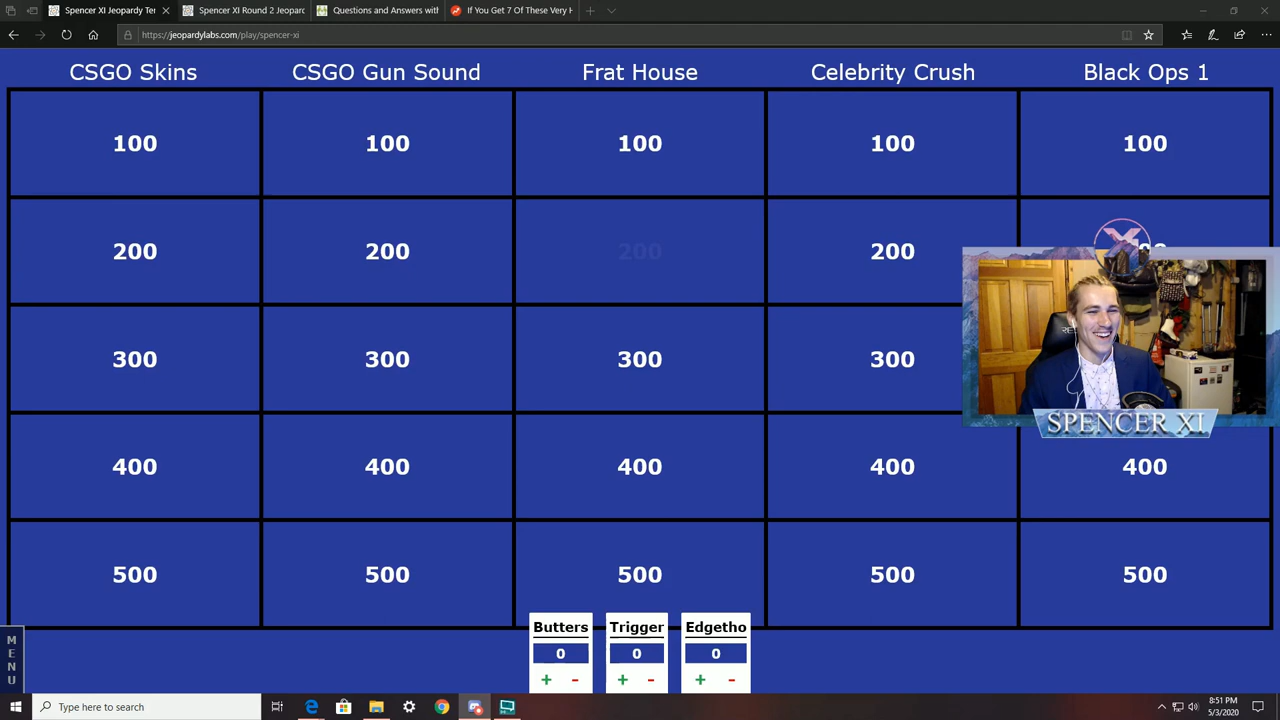 Spencer XI Jeopardy Ter
Spencer XI Round 2 Jeopard
Questions and Answers with
If You Get 7 Of These Very H
https://jeopardylabs.com/play/spencer-xi
CSGO Skins CSGO Gun Sound Frat House Celebrity Crush Black Ops 1
100 100 100 100 100
200 200 200 200
300 300 300 300
SPENCER XI
400 400 400 400 400
500 500 500 500 500
Butters Trigger Edgetho
0 0 0
+ - + - + -
MENU
Type here to search
8:51 PM
5/3/2020